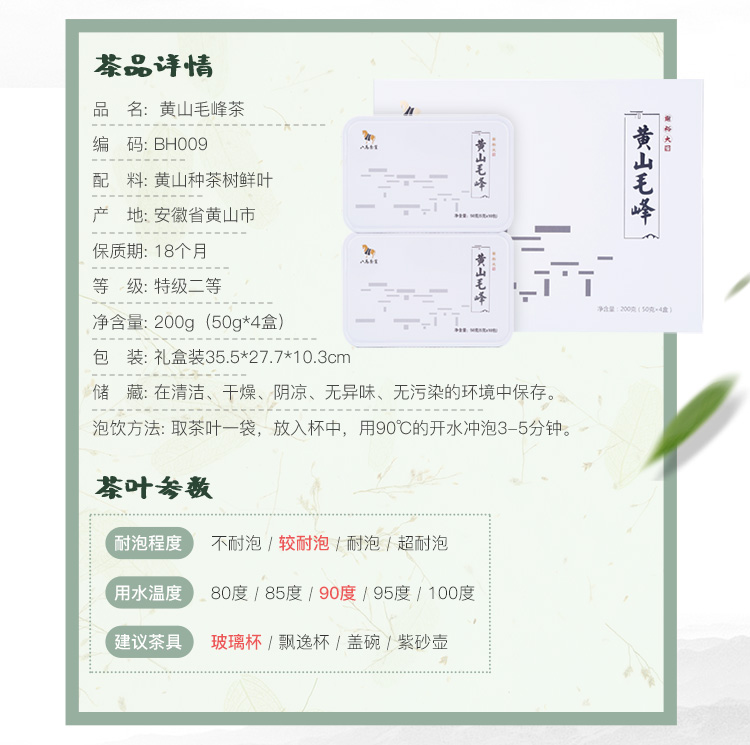 茶品详情
品 名: 黄山毛峰茶
编 码: BH009
配 料: 黄山种茶树鲜叶
产 地: 安徽省黄山市
保质期: 18个月
等 级: 特级二等
净含量: 200g（50g*4盒）
包 装: 礼盒装35.5*27.7*10.3cm
储 藏: 在清洁、干燥、阴凉、无异味、无污染的环境中保存。
泡饮方法: 取茶叶一袋，放入杯中，用90℃的开水冲泡3-5分钟。
八马茶业
黄山毛峰
八马茶业
黄山毛峰
黄山毛峰
净含量：200克（50克×4盒）
茶叶参数
耐泡程度 不耐泡 / 较耐泡 / 耐泡 / 超耐泡
用水温度 80度 / 85度 / 90度 / 95度 / 100度
建议茶具 玻璃杯 / 飘逸杯 / 盖碗 / 紫砂壶